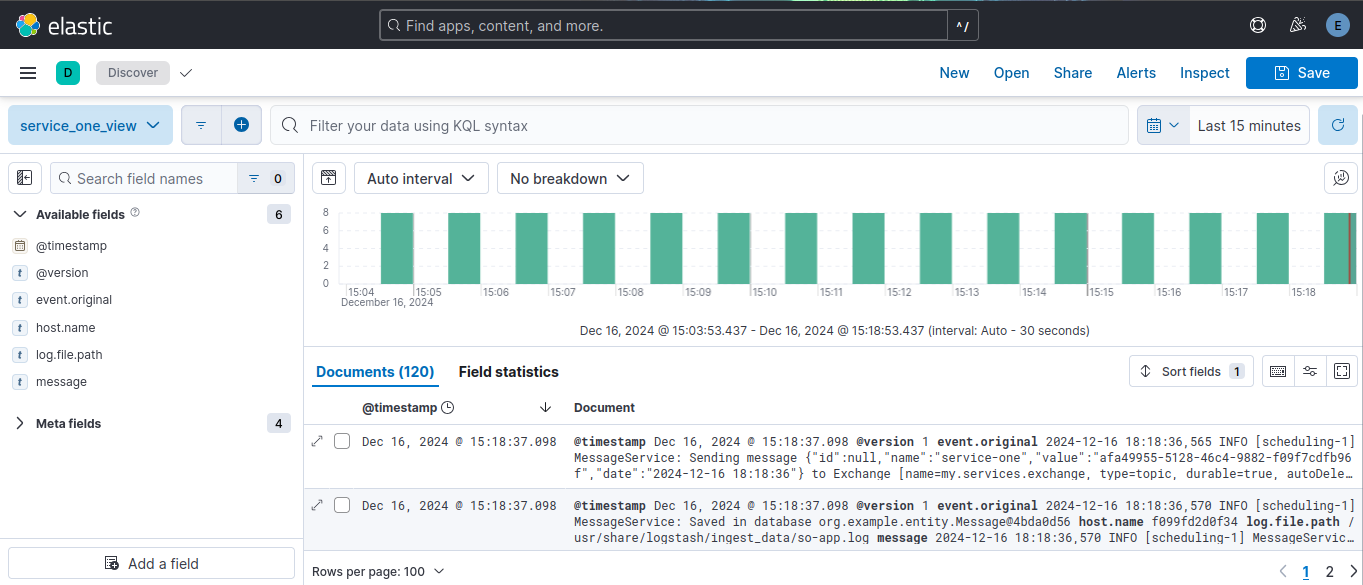 elastic
Find apps, content, and more.
^/
E
D
Discover
New
Open
Share
Alerts
Inspect
Save
service_one_view
Filter your data using KQL syntax
Last 15 minutes
Search field names
0
Available fields
6
@timestamp
t @version
t event.original
t host.name
t log.file.path
t message
Meta fields
4
Add a field
Auto interval
No breakdown
8
6
4
2
0
15:04 15:05 15:06 15:07 15:08 15:09 15:10 15:11 15:12 15:13 15:14 15:15 15:16 15:17 15:18
December 16, 2024
Dec 16, 2024 @ 15:03:53.437 - Dec 16, 2024 @ 15:18:53.437 (interval: Auto - 30 seconds)
Documents (120)
Field statistics
Sort fields 1
@timestamp
Document
Dec 16, 2024 @ 15:18:37.098
@timestamp Dec 16, 2024 @ 15:18:37.098 @version 1 event.original 2024-12-16 18:18:36,565 INFO [scheduling-1]
MessageService: Sending message {"id":null,"name":"service-one","value":"afa49955-5128-46c4-9882-f09f7cdfb96
f","date":"2024-12-16 18:18:36"} to Exchange [name=my.services.exchange, type=topic, durable=true, autoDele…
Dec 16, 2024 @ 15:18:37.098
@timestamp Dec 16, 2024 @ 15:18:37.098 @version 1 event.original 2024-12-16 18:18:36,570 INFO [scheduling-1]
MessageService: Saved in database org.example.entity.Message@4bda0d56 host.name f099fd2d0f34 log.file.path /
usr/share/logstash/ingest_data/so-app.log message 2024-12-16 18:18:36,570 INFO [scheduling-1] MessageServic…
Rows per page: 100
1
2